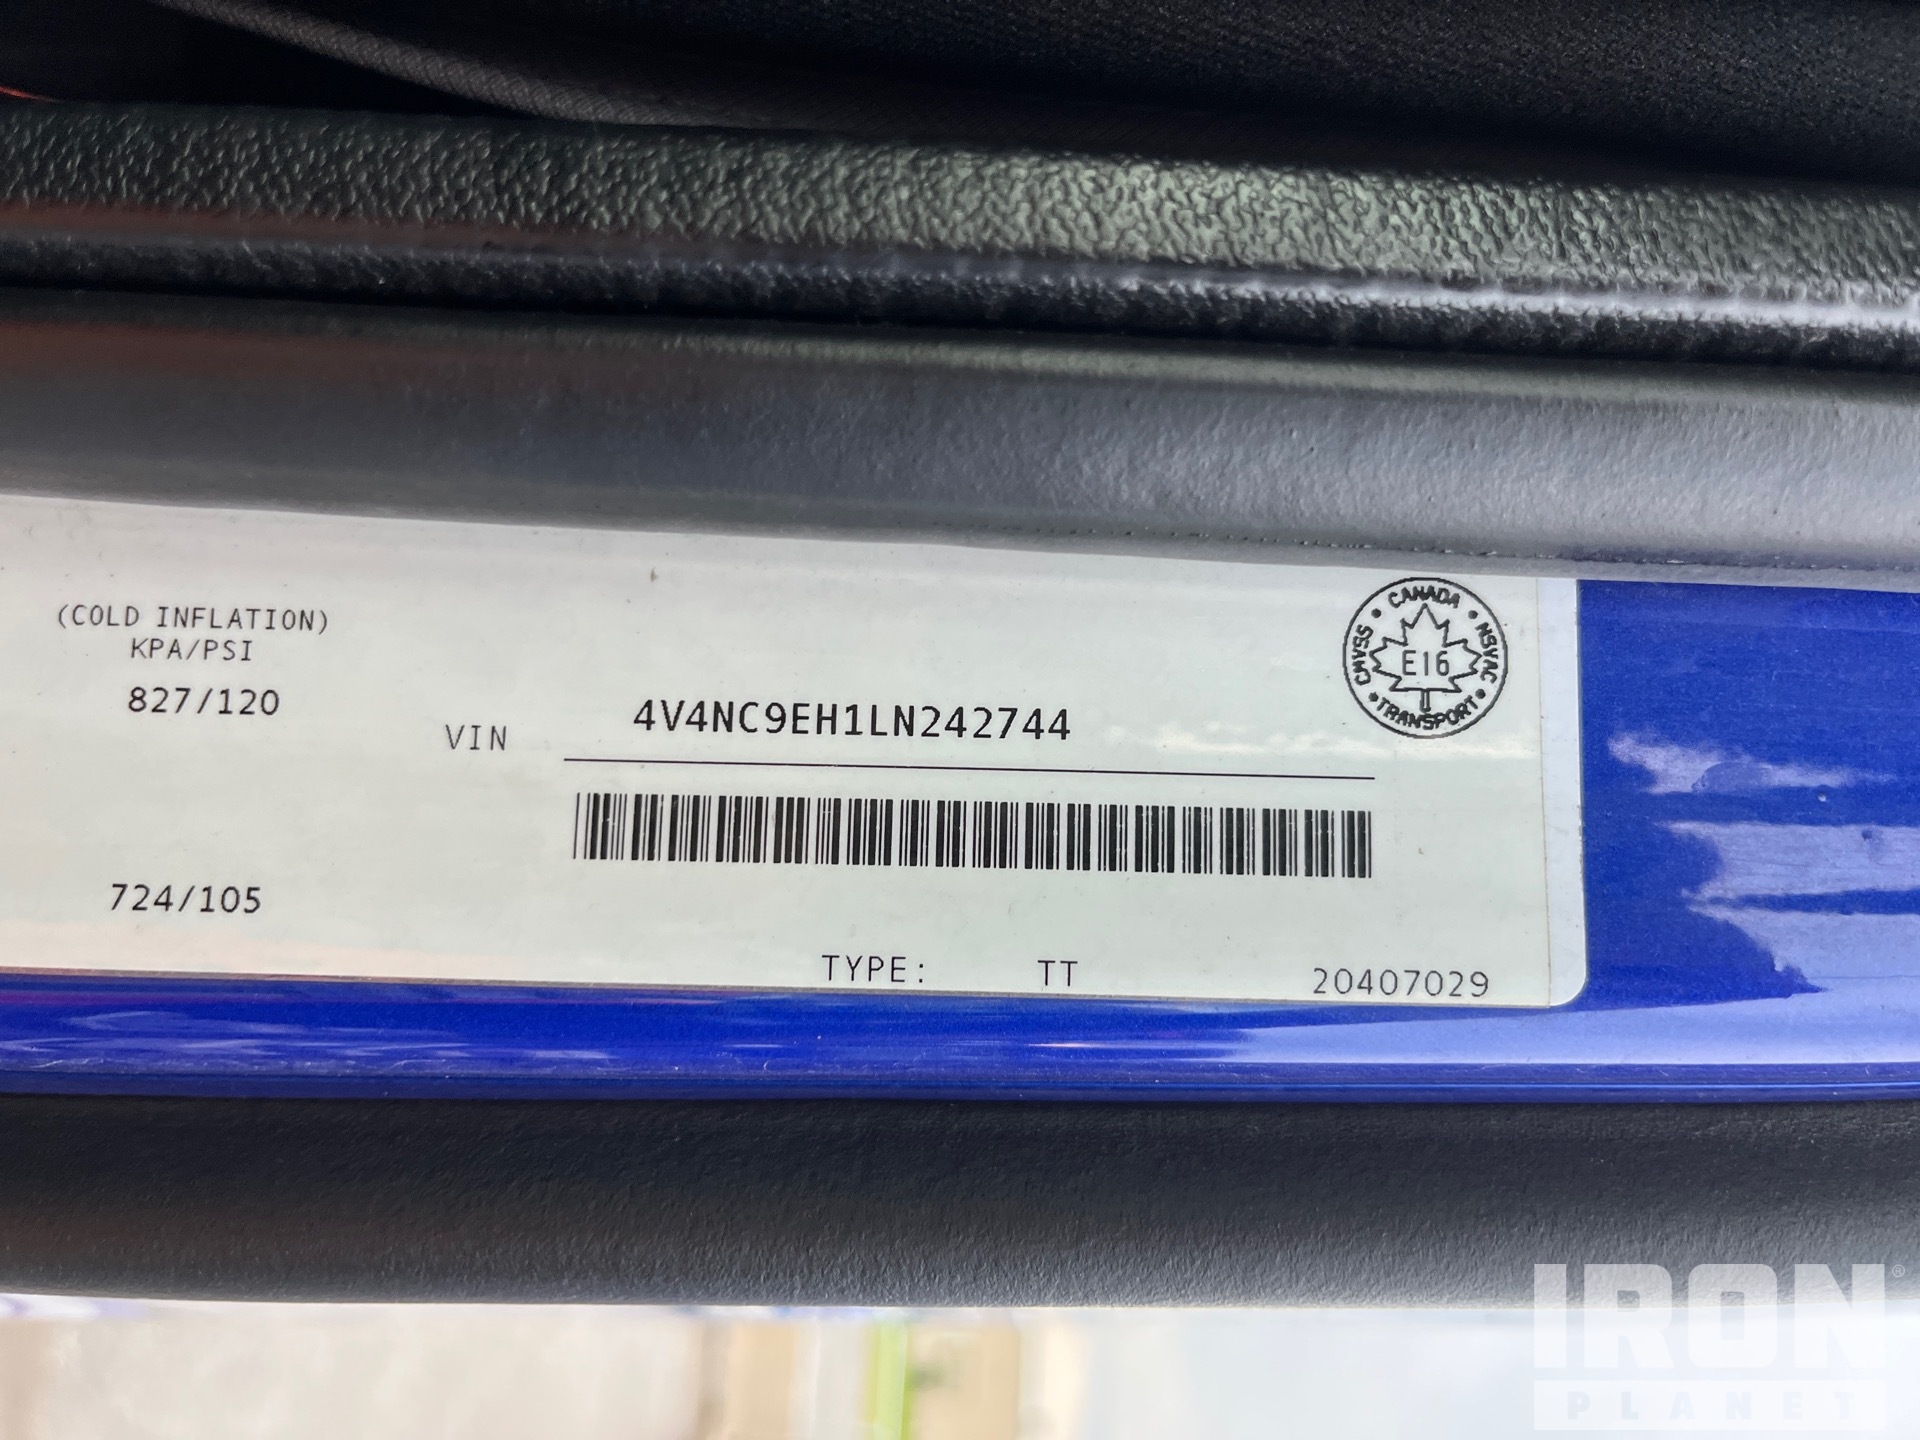 (COLD INFLATION)
KPA/PSI
827/120
724/105
VIN 4V4NC9EH1LN242744
TYPE: TT 20407029
CANADA
NSVAC
TRANSPORT
CMVSS
E16
IRON®
PLANET